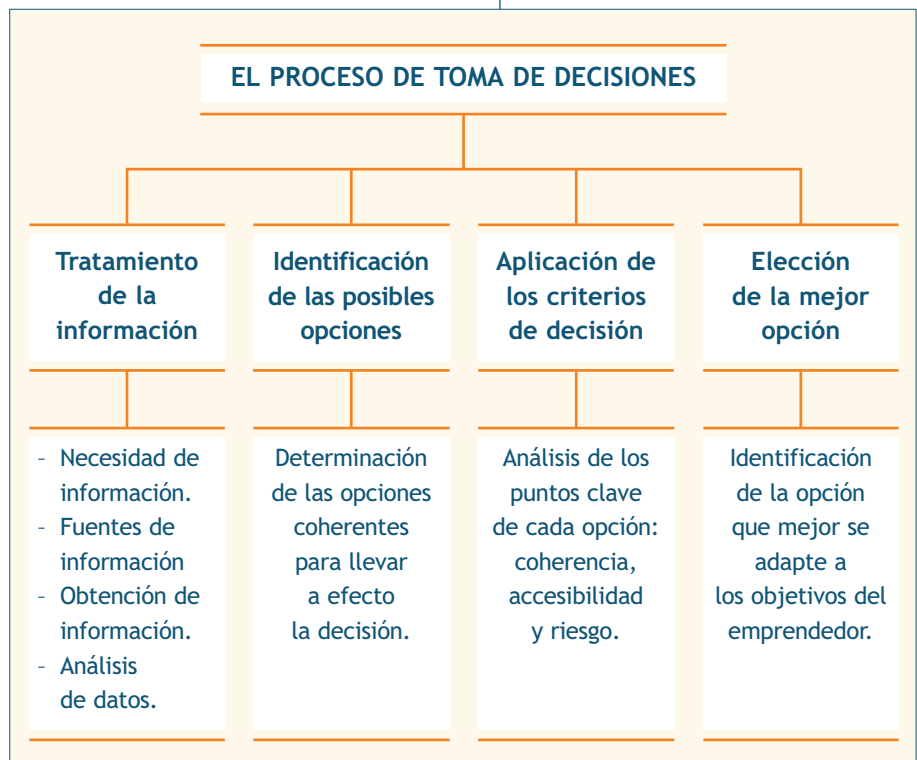 EL PROCESO DE TOMA DE DECISIONES
Tratamiento
de la
información
Identificación
de las posibles
opciones
Aplicación de
los criterios
de decisión
Elección
de la mejor
opción
- Necesidad de
información.
- Fuentes de
información
- Obtención de
información.
- Análisis
de datos.
Determinación
de las opciones
coherentes
para llevar
a efecto
la decisión.
Análisis de los
puntos clave
de cada opción:
coherencia,
accesibilidad
y riesgo.
Identificación
de la opción
que mejor se
adapte a
los objetivos del
emprendedor.